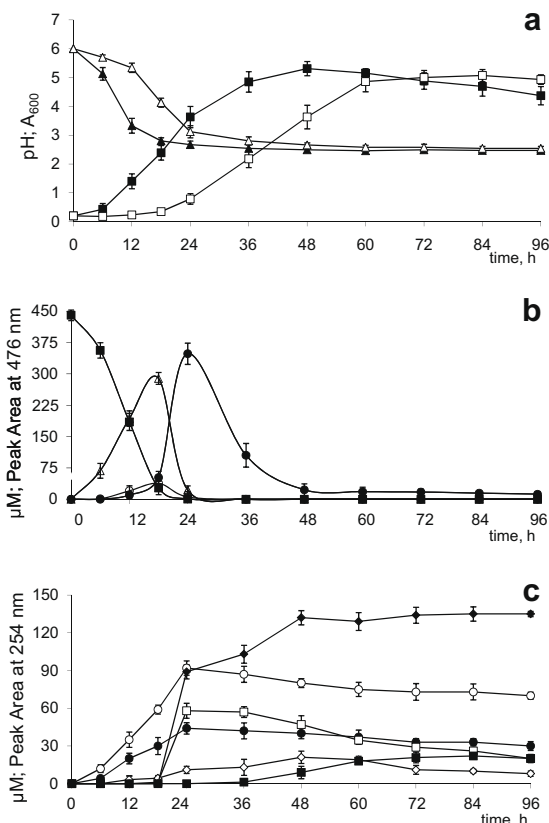 a
7
6
5
4
3
2
1
0
pH; A600
0 12 24 36 48 60 72 84 96
time, h
b
450
375
300
225
150
75
0
µM; Peak Area at 476 nm
0 12 24 36 48 60 72 84 96
time, h
c
150
120
90
60
30
0
µM; Peak Area at 254 nm
0 12 24 36 48 60 72 84 96
time, h